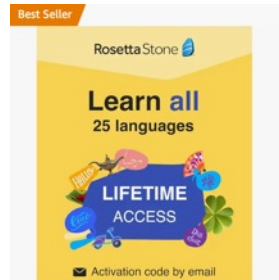 Best Seller
Rosetta Stone
Learn all
25 languages
LIFETIME
ACCESS
Activation code by email